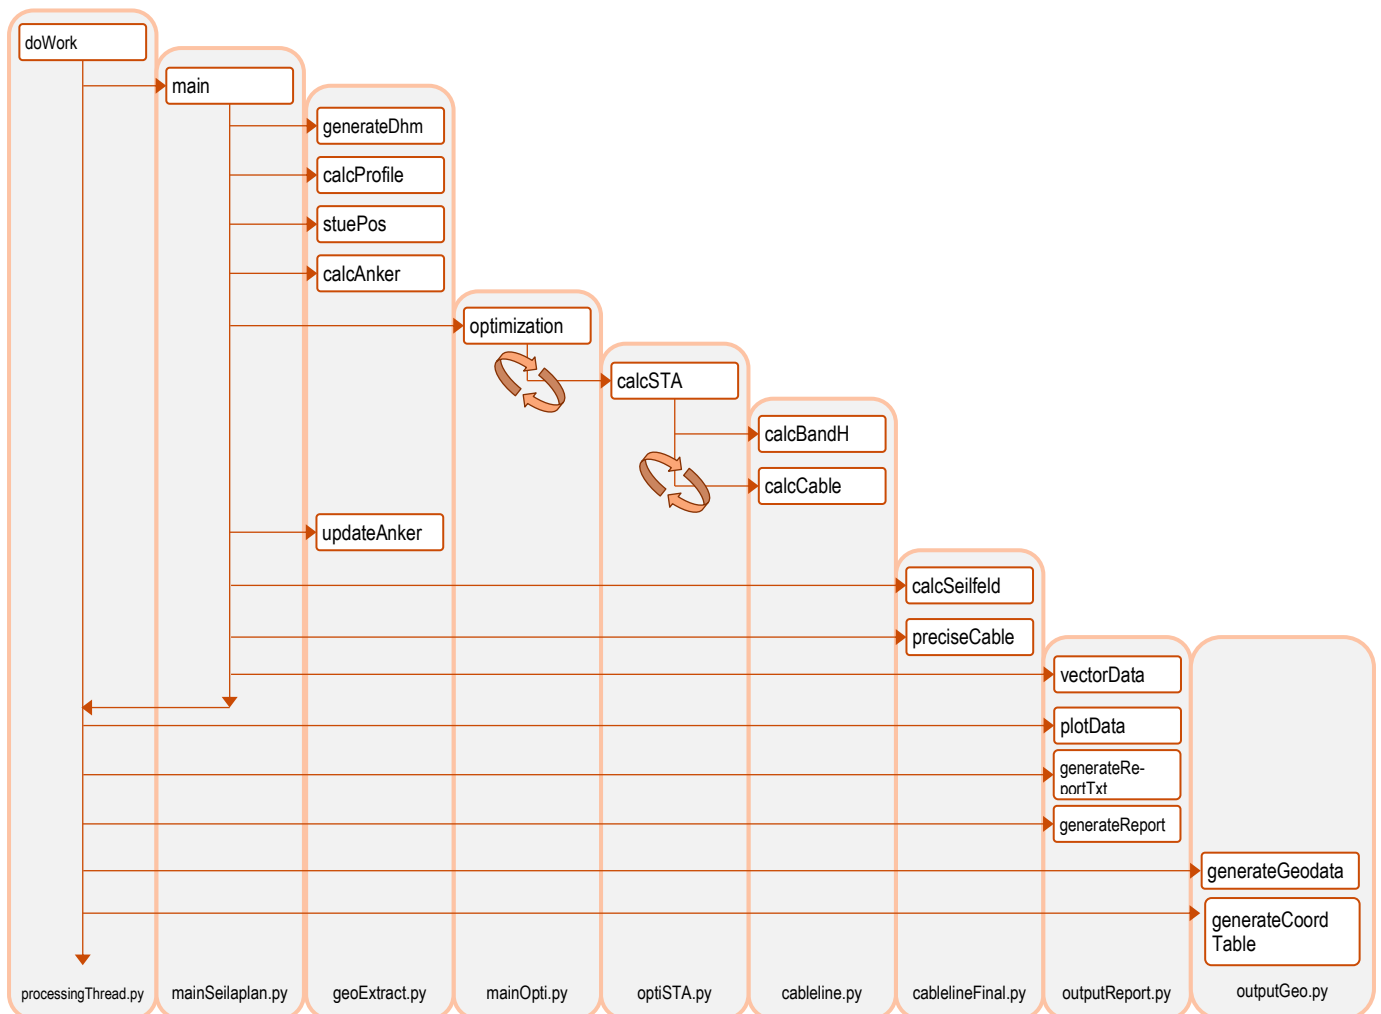 doWork
main
generateDhm
calcProfile
stuePos
calcAnker
optimization
calcSTA
calcBandH
calcCable
updateAnker
calcSeilfeld
preciseCable
vectorData
plotData
generateRe-
portTxt
generateReport
generateGeodata
generateCoord
Table
processingThread.py
mainSeilaplan.py
geoExtract.py
mainOpti.py
optiSTA.py
cableline.py
cablelineFinal.py
outputReport.py
outputGeo.py